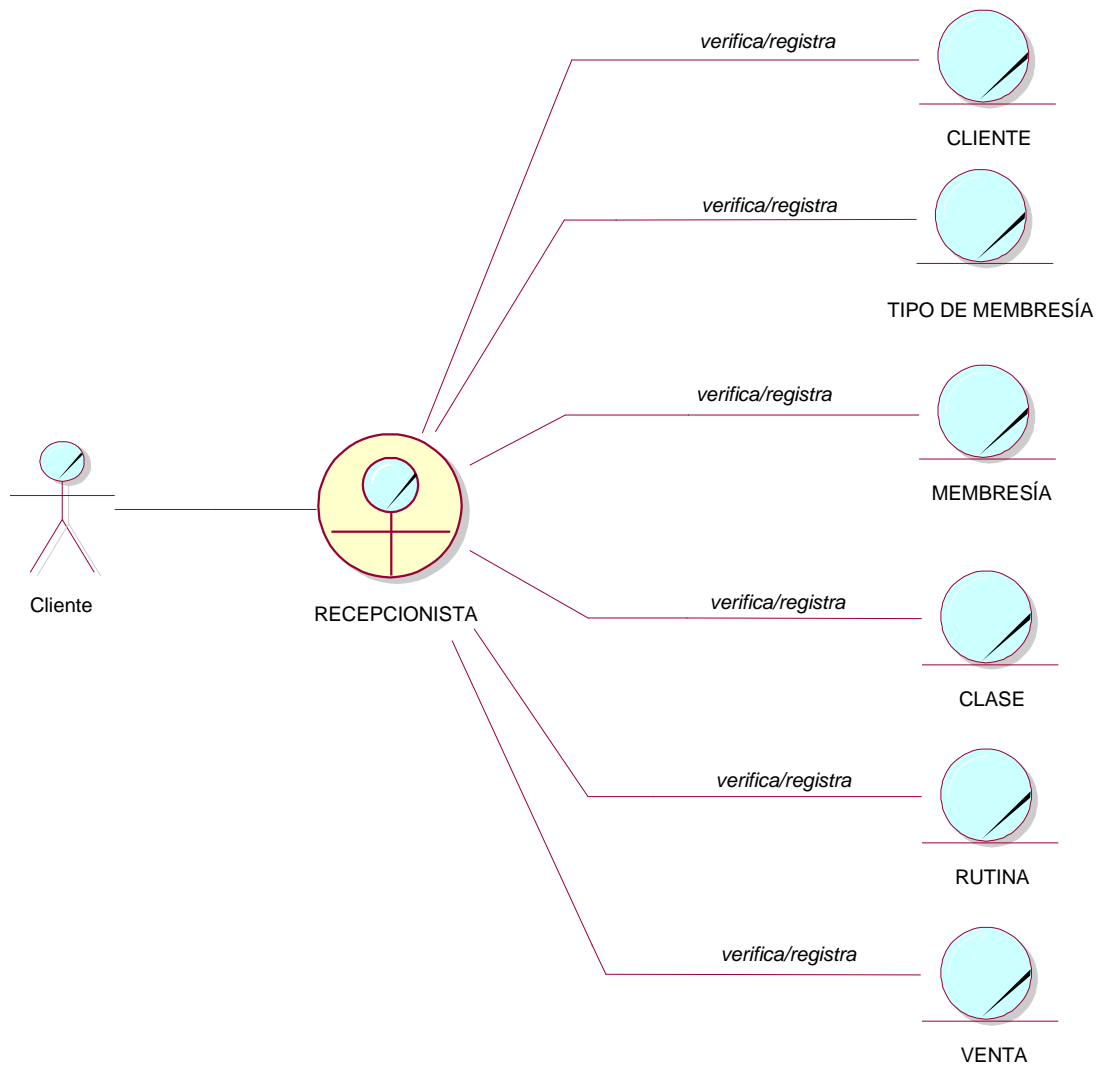 verifica/registra
CLIENTE
verifica/registra
TIPO DE MEMBRESÍA
verifica/registra
MEMBRESÍA
Cliente
RECEPCIONISTA
verifica/registra
CLASE
verifica/registra
RUTINA
verifica/registra
VENTA